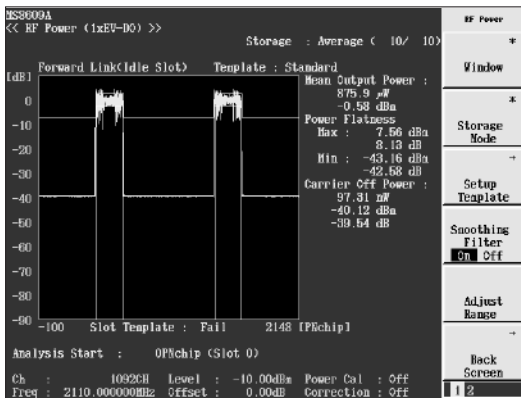 MS8609A
<< RF Power (1xEV-DO) >>
Storage : Average ( 10/ 10)
Forward Link(Idle Slot) Template : Standard
[dB]
Mean Output Power :
875.9 µW
-0.58 dBm
Power Flatness
Max : 7.56 dBm
8.13 dB
Min : -43.16 dBm
-42.58 dB
Carrier Off Power :
97.31 nW
-40.12 dBm
-39.54 dB
0
-10
-20
-30
-40
-50
-60
-70
-80
-90
-100 Slot Template : Fail 2148 [PNchip]
Analysis Start : 0PNchip (Slot 0)
Ch : 1092CH Level : -10.00dBm Power Cal : Off
Freq : 2110.000000MHz Offset : 0.00dB Correction : Off
RF Power
*
Window
*
Storage
Mode
→
Setup
Template
Smoothing
Filter
On Off
Adjust
Range
→
Back
Screen
1 2